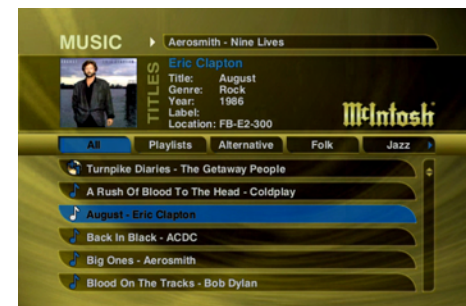 MUSIC
Aerosmith - Nine Lives
TITLES
Eric Clapton
Title: August
Genre: Rock
Year: 1986
Label:
Location: FB-E2-300
McIntosh
All Playlists Alternative Folk Jazz
Turnpike Diaries - The Getaway People
A Rush Of Blood To The Head - Coldplay
August - Eric Clapton
Back In Black - ACDC
Big Ones - Aerosmith
Blood On The Tracks - Bob Dylan